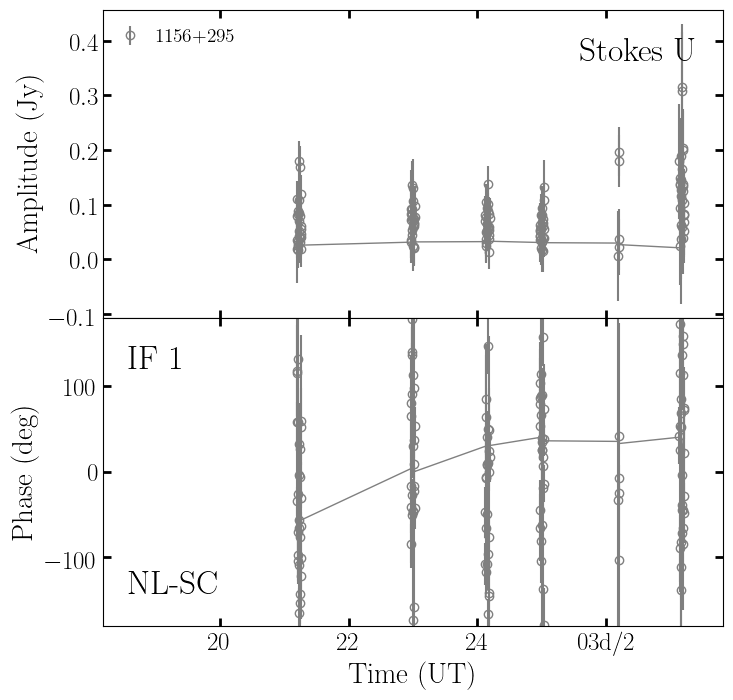 1156+295
Stokes U
0.4
0.3
0.2
0.1
0.0
−0.1
Amplitude (Jy)
IF 1
100
0
−100
Phase (deg)
NL-SC
20 22 24 03d/2
Time (UT)